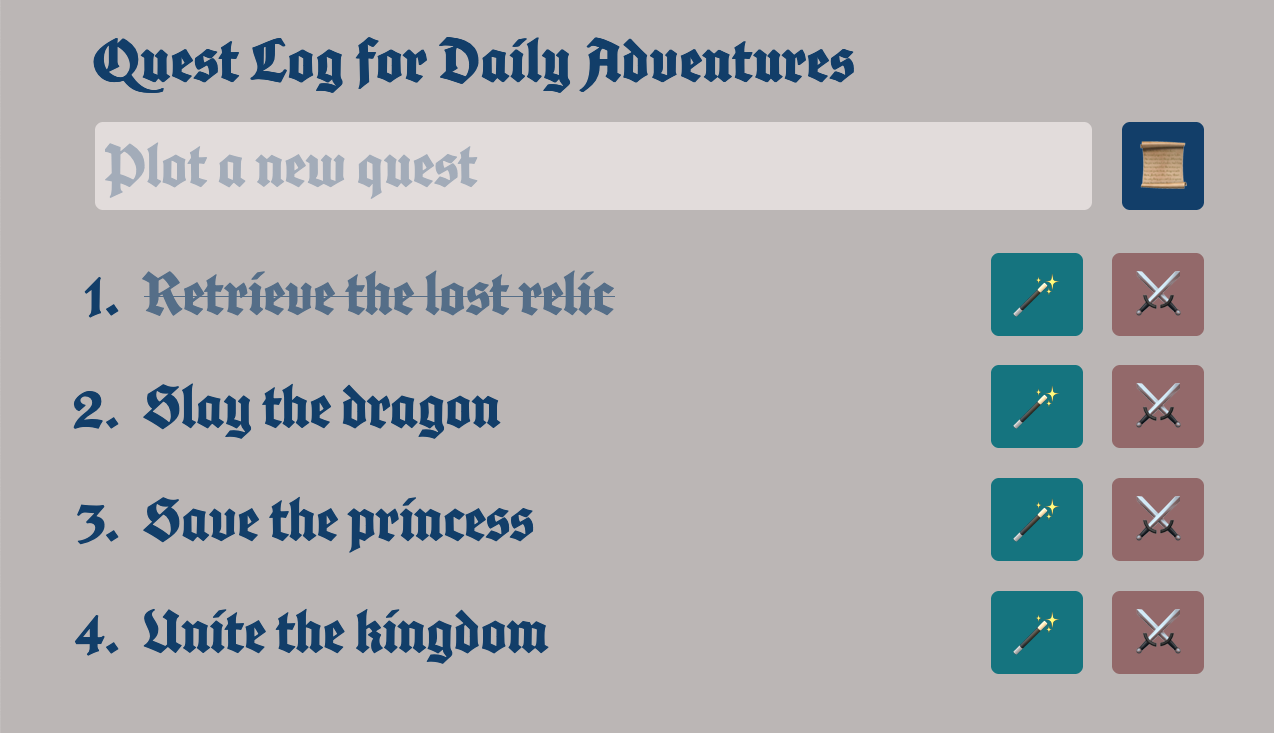 Quest Log for Daily Adventures
Plot a new quest
1. Retrieve the lost relic
2. Slay the dragon
3. Save the princess
4. Unite the kingdom